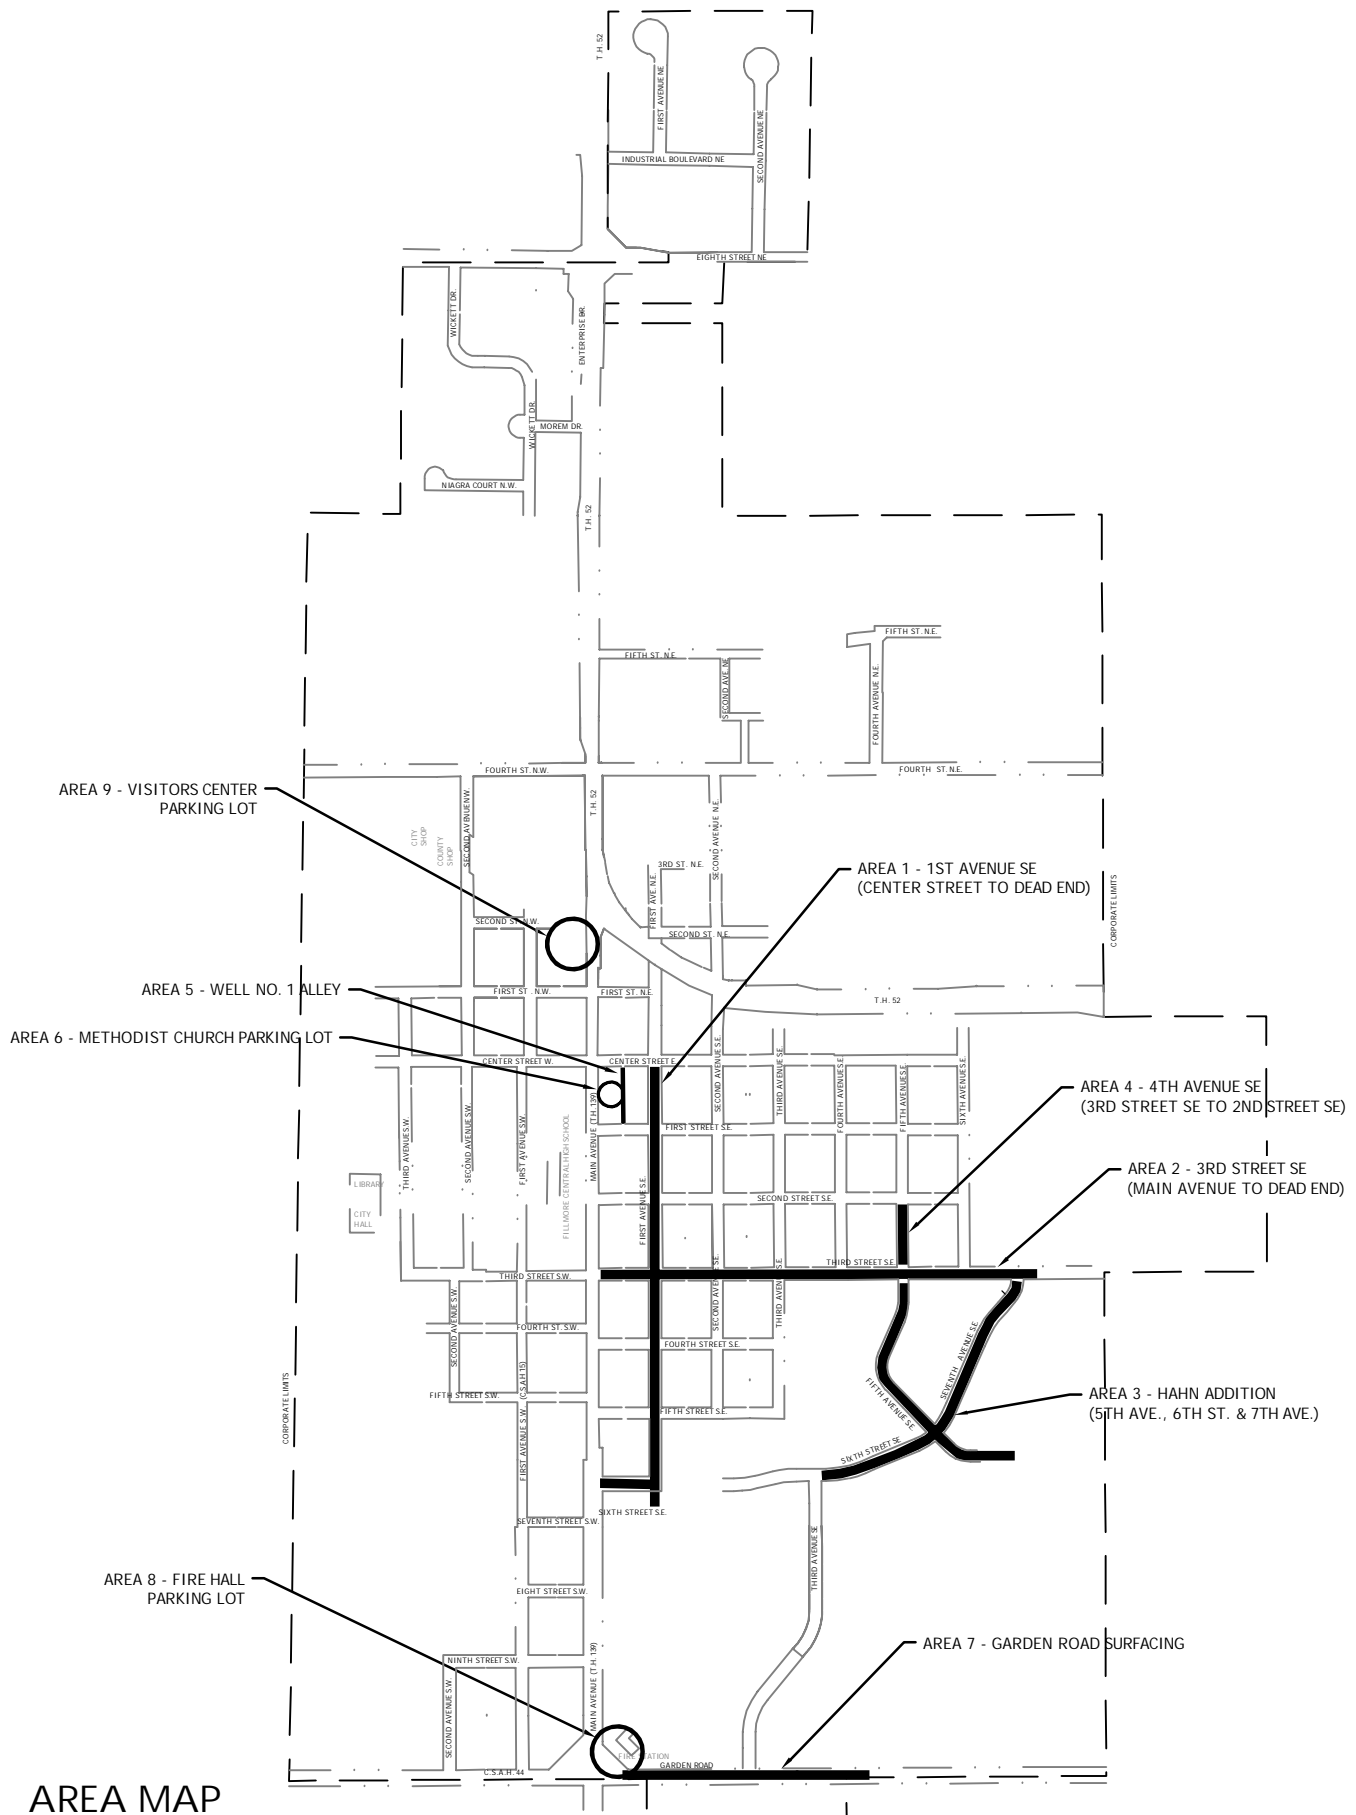 T.H. 52
FIRST AVENUE NE
SECOND AVENUE NE
INDUSTRIAL BOULEVARD NE
EIGHTH STREET NE
WICKETT DR.
ENTERPRISE DR.
WICKETT DR.
MOREM DR.
NIAGRA COURT N.W.
T.H. 52
FIFTH ST. N.E.
FIFTH ST. N.E.
SECOND AVE. NE
FOURTH AVENUE N.E.
FOURTH ST. N.W.
FOURTH ST. N.E.
AREA 9 - VISITORS CENTER
PARKING LOT
T.H. 52
SECOND AVENUE N.W.
SECOND AVENUE N.E.
CITY
SHOP
COUNTY
SHOP
3RD ST. N.E.
FIRST AVE. N.E.
AREA 1 - 1ST AVENUE SE
(CENTER STREET TO DEAD END)
CORPORATE LIMITS
SECOND ST. N.W.
SECOND ST. N.E.
AREA 5 - WELL NO. 1 ALLEY
FIRST ST. N.W.
FIRST ST. N.E.
T.H. 52
AREA 6 - METHODIST CHURCH PARKING LOT
CENTER STREET W.
CENTER STREET E.
SECOND AVENUE S.E.
THIRD AVENUE S.E.
FOURTH AVENUE S.E.
FIFTH AVENUE S.E.
SIXTH AVENUE S.E.
AREA 4 - 4TH AVENUE SE
(3RD STREET SE TO 2ND STREET SE)
MAIN AVENUE (T.H. 139)
FIRST STREET S.E.
THIRD AVENUE S.W.
SECOND AVENUE S.W.
FIRST AVENUE S.W.
FILLMORE CENTRAL HIGH SCHOOL
AREA 2 - 3RD STREET SE
(MAIN AVENUE TO DEAD END)
LIBRARY
CITY
HALL
FIRST AVENUE S.E.
SECOND STREET S.E.
THIRD STREET S.W.
THIRD STREET S.E.
SECOND AVENUE S.E.
THIRD AVENUE S.E.
SECOND AVENUE S.W.
FOURTH ST. S.W.
FOURTH STREET S.E.
SEVENTH AVENUE S.E.
FIFTH AVENUE S.E.
AREA 3 - HAHN ADDITION
(5TH AVE., 6TH ST. & 7TH AVE.)
CORPORATE LIMITS
FIFTH STREET S.W.
FIRST AVENUE S.W. (C.S.A.H 15)
FIFTH STREET S.E.
SIXTH STREET SE
SIXTH STREET S.E.
SEVENTH STREET S.W.
THIRD AVENUE SE
AREA 8 - FIRE HALL
PARKING LOT
EIGHT STREET S.W.
AREA 7 - GARDEN ROAD SURFACING
NINTH STREET S.W.
SECOND AVENUE S.W.
MAIN AVENUE (T.H. 139)
FIRE STATION
GARDEN ROAD
C.S.A.H. 44
AREA MAP